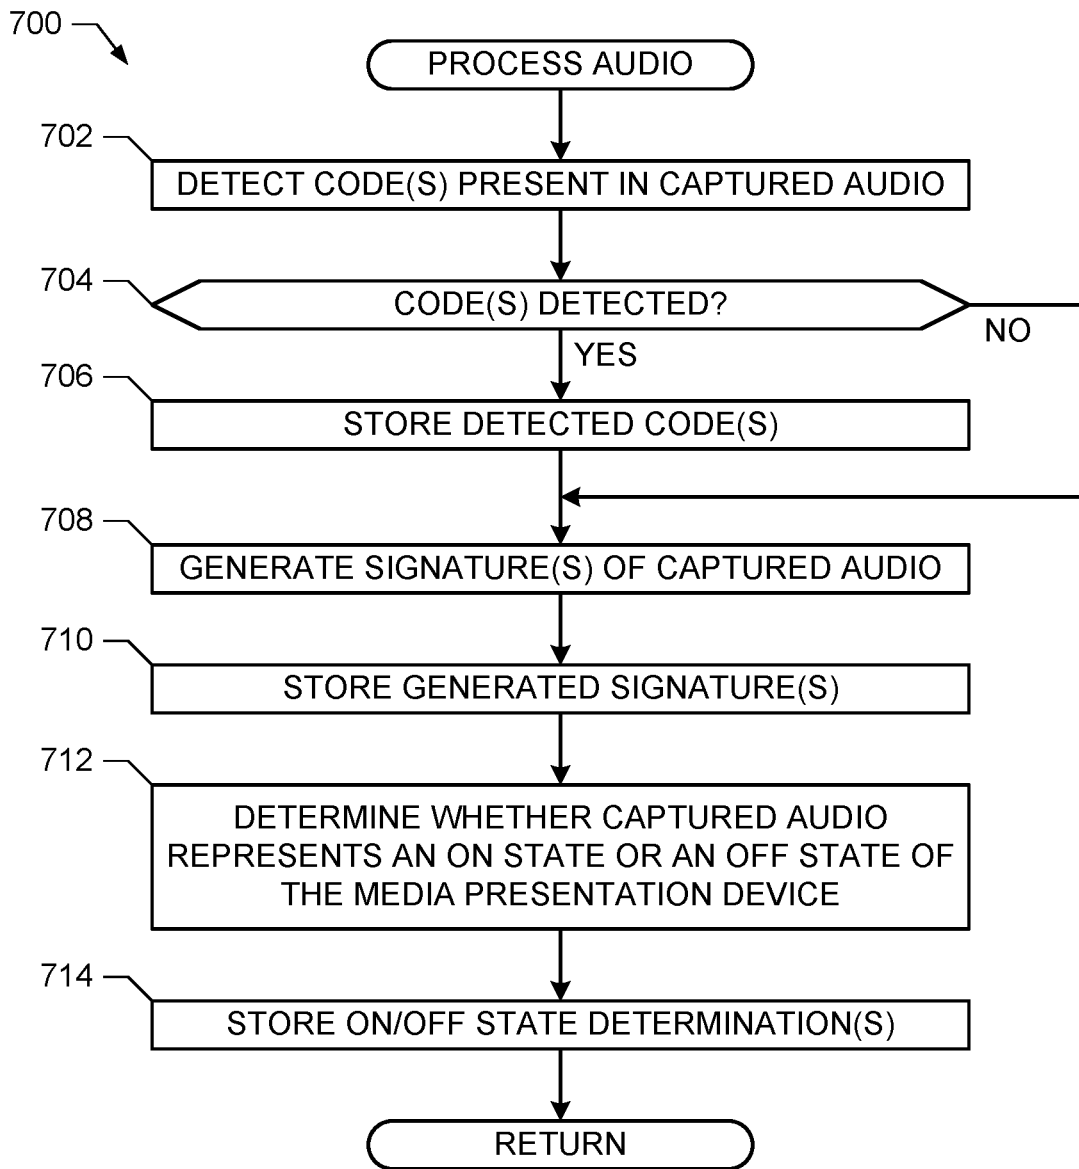 700
PROCESS AUDIO
702
DETECT CODE(S) PRESENT IN CAPTURED AUDIO
704
CODE(S) DETECTED?
NO
YES
706
STORE DETECTED CODE(S)
708
GENERATE SIGNATURE(S) OF CAPTURED AUDIO
710
STORE GENERATED SIGNATURE(S)
712
DETERMINE WHETHER CAPTURED AUDIO
REPRESENTS AN ON STATE OR AN OFF STATE OF
THE MEDIA PRESENTATION DEVICE
714
STORE ON/OFF STATE DETERMINATION(S)
RETURN